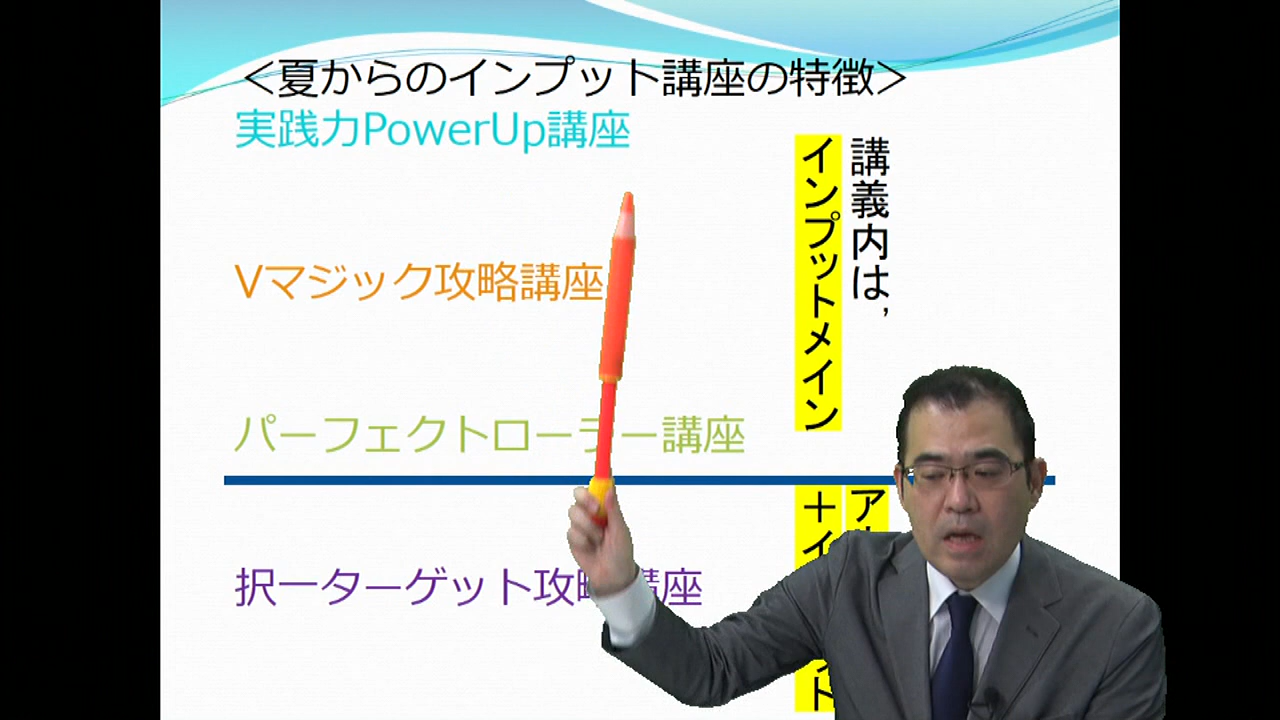 ＜夏からのインプット講座の特徴＞
実践力PowerUp講座
Vマジック攻略講座
パーフェクトローラー講座
択一ターゲット攻略講座
講義内は，
インプットメイン